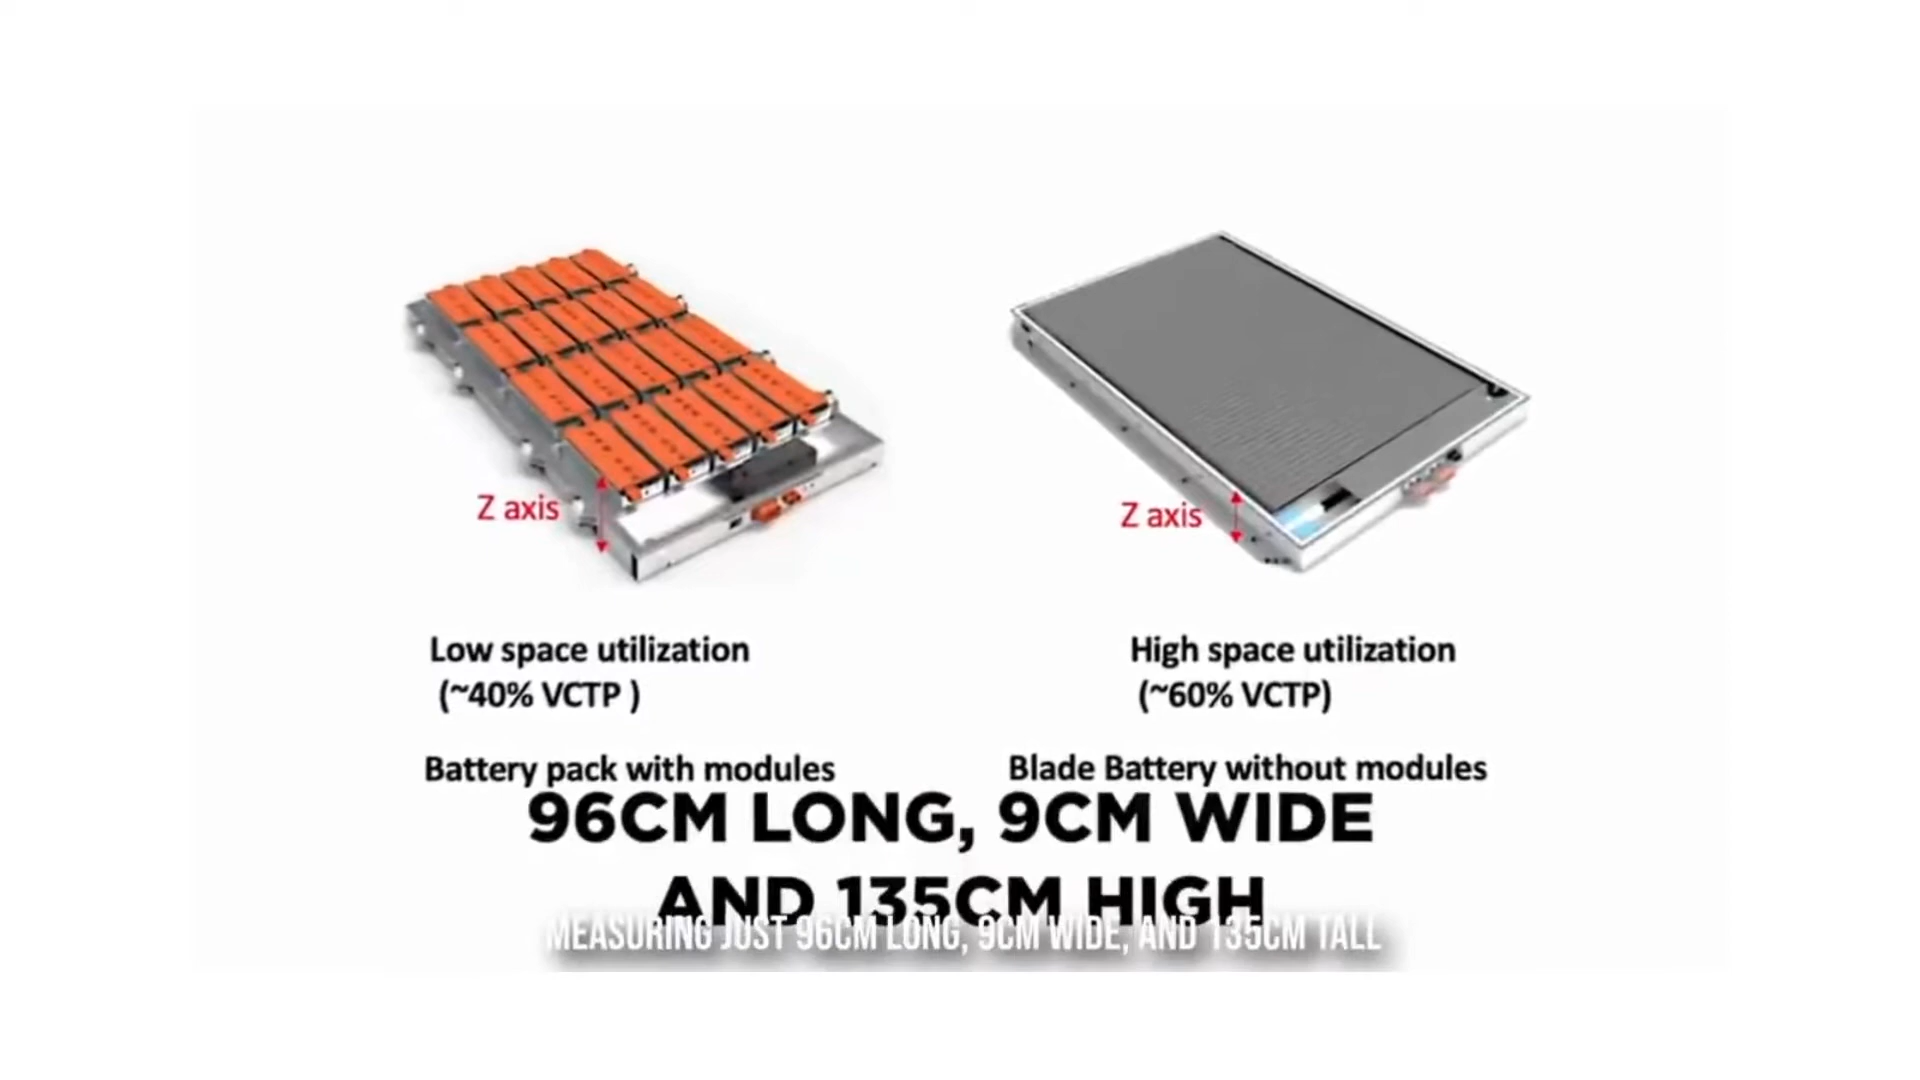 Z axis
Z axis
Low space utilization
(~40% VCTP )
High space utilization
(~60% VCTP)
Battery pack with modules
Blade Battery without modules
96CM LONG, 9CM WIDE
AND 135CM HIGH
MEASURING JUST 96CM LONG, 9CM WIDE, AND 135CM TALL